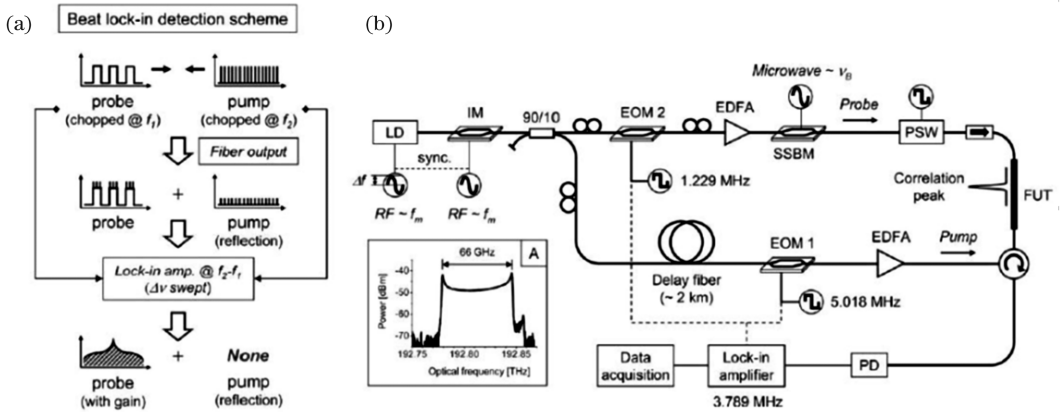 (a)
Beat lock-in detection scheme
probe
(chopped @ f1)
pump
(chopped @ f2)
Fiber output
probe
+
pump
(reflection)
Lock-in amp. @ f2-f1
(Δν swept)
probe
(with gain)
+
None
pump
(reflection)
(b)
LD
IM
90/10
EOM 2
EDFA
Microwave ~ νB
SSBM
Probe
PSW
sync.
Δf
RF ~ fm
RF ~ fm
1.229 MHz
Correlation
peak
FUT
66 GHz
A
Power [dBm]
-40
-50
-60
-70
192.75
192.80
192.85
Optical frequency [THz]
Delay fiber
(~ 2 km)
EOM 1
EDFA
Pump
5.018 MHz
Data
acquisition
Lock-in
amplifier
PD
3.789 MHz